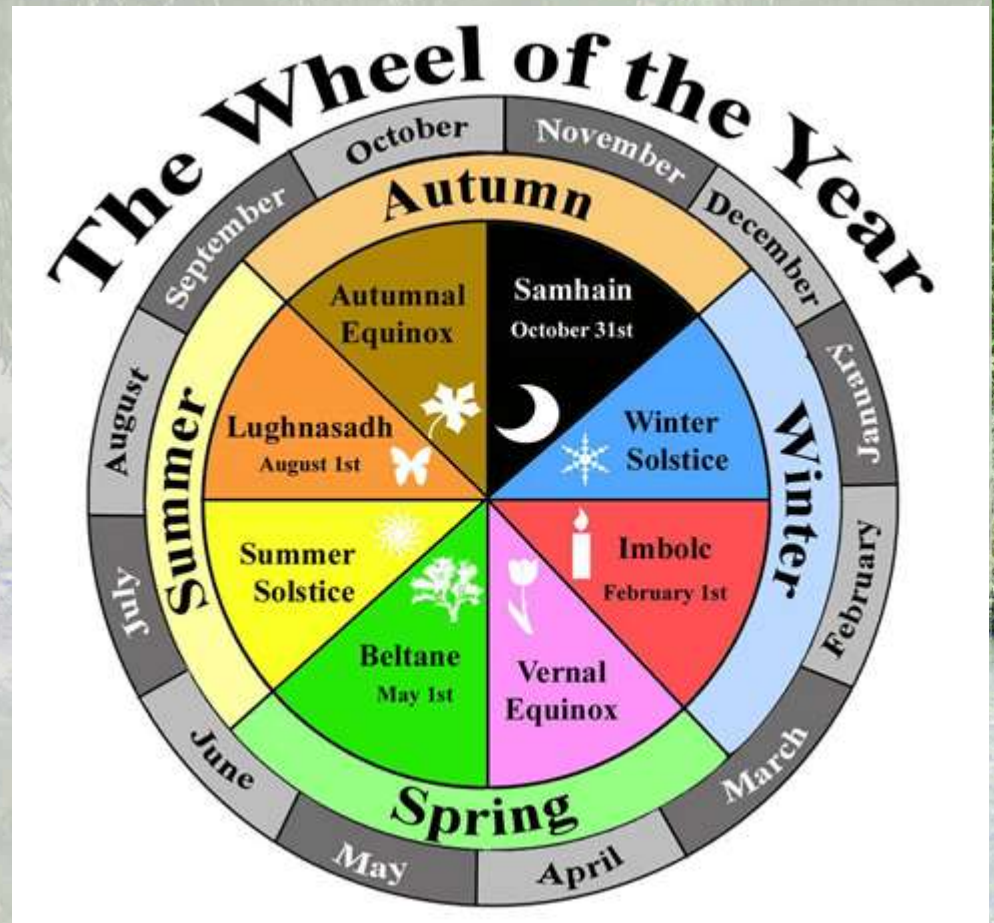 The Wheel of the Year
October
November
December
January
February
March
April
May
June
July
August
September
Autumn
Winter
Spring
Summer
Samhain
October 31st
Winter
Solstice
Imbolc
February 1st
Vernal
Equinox
Beltane
May 1st
Summer
Solstice
Lughnasadh
August 1st
Autumnal
Equinox